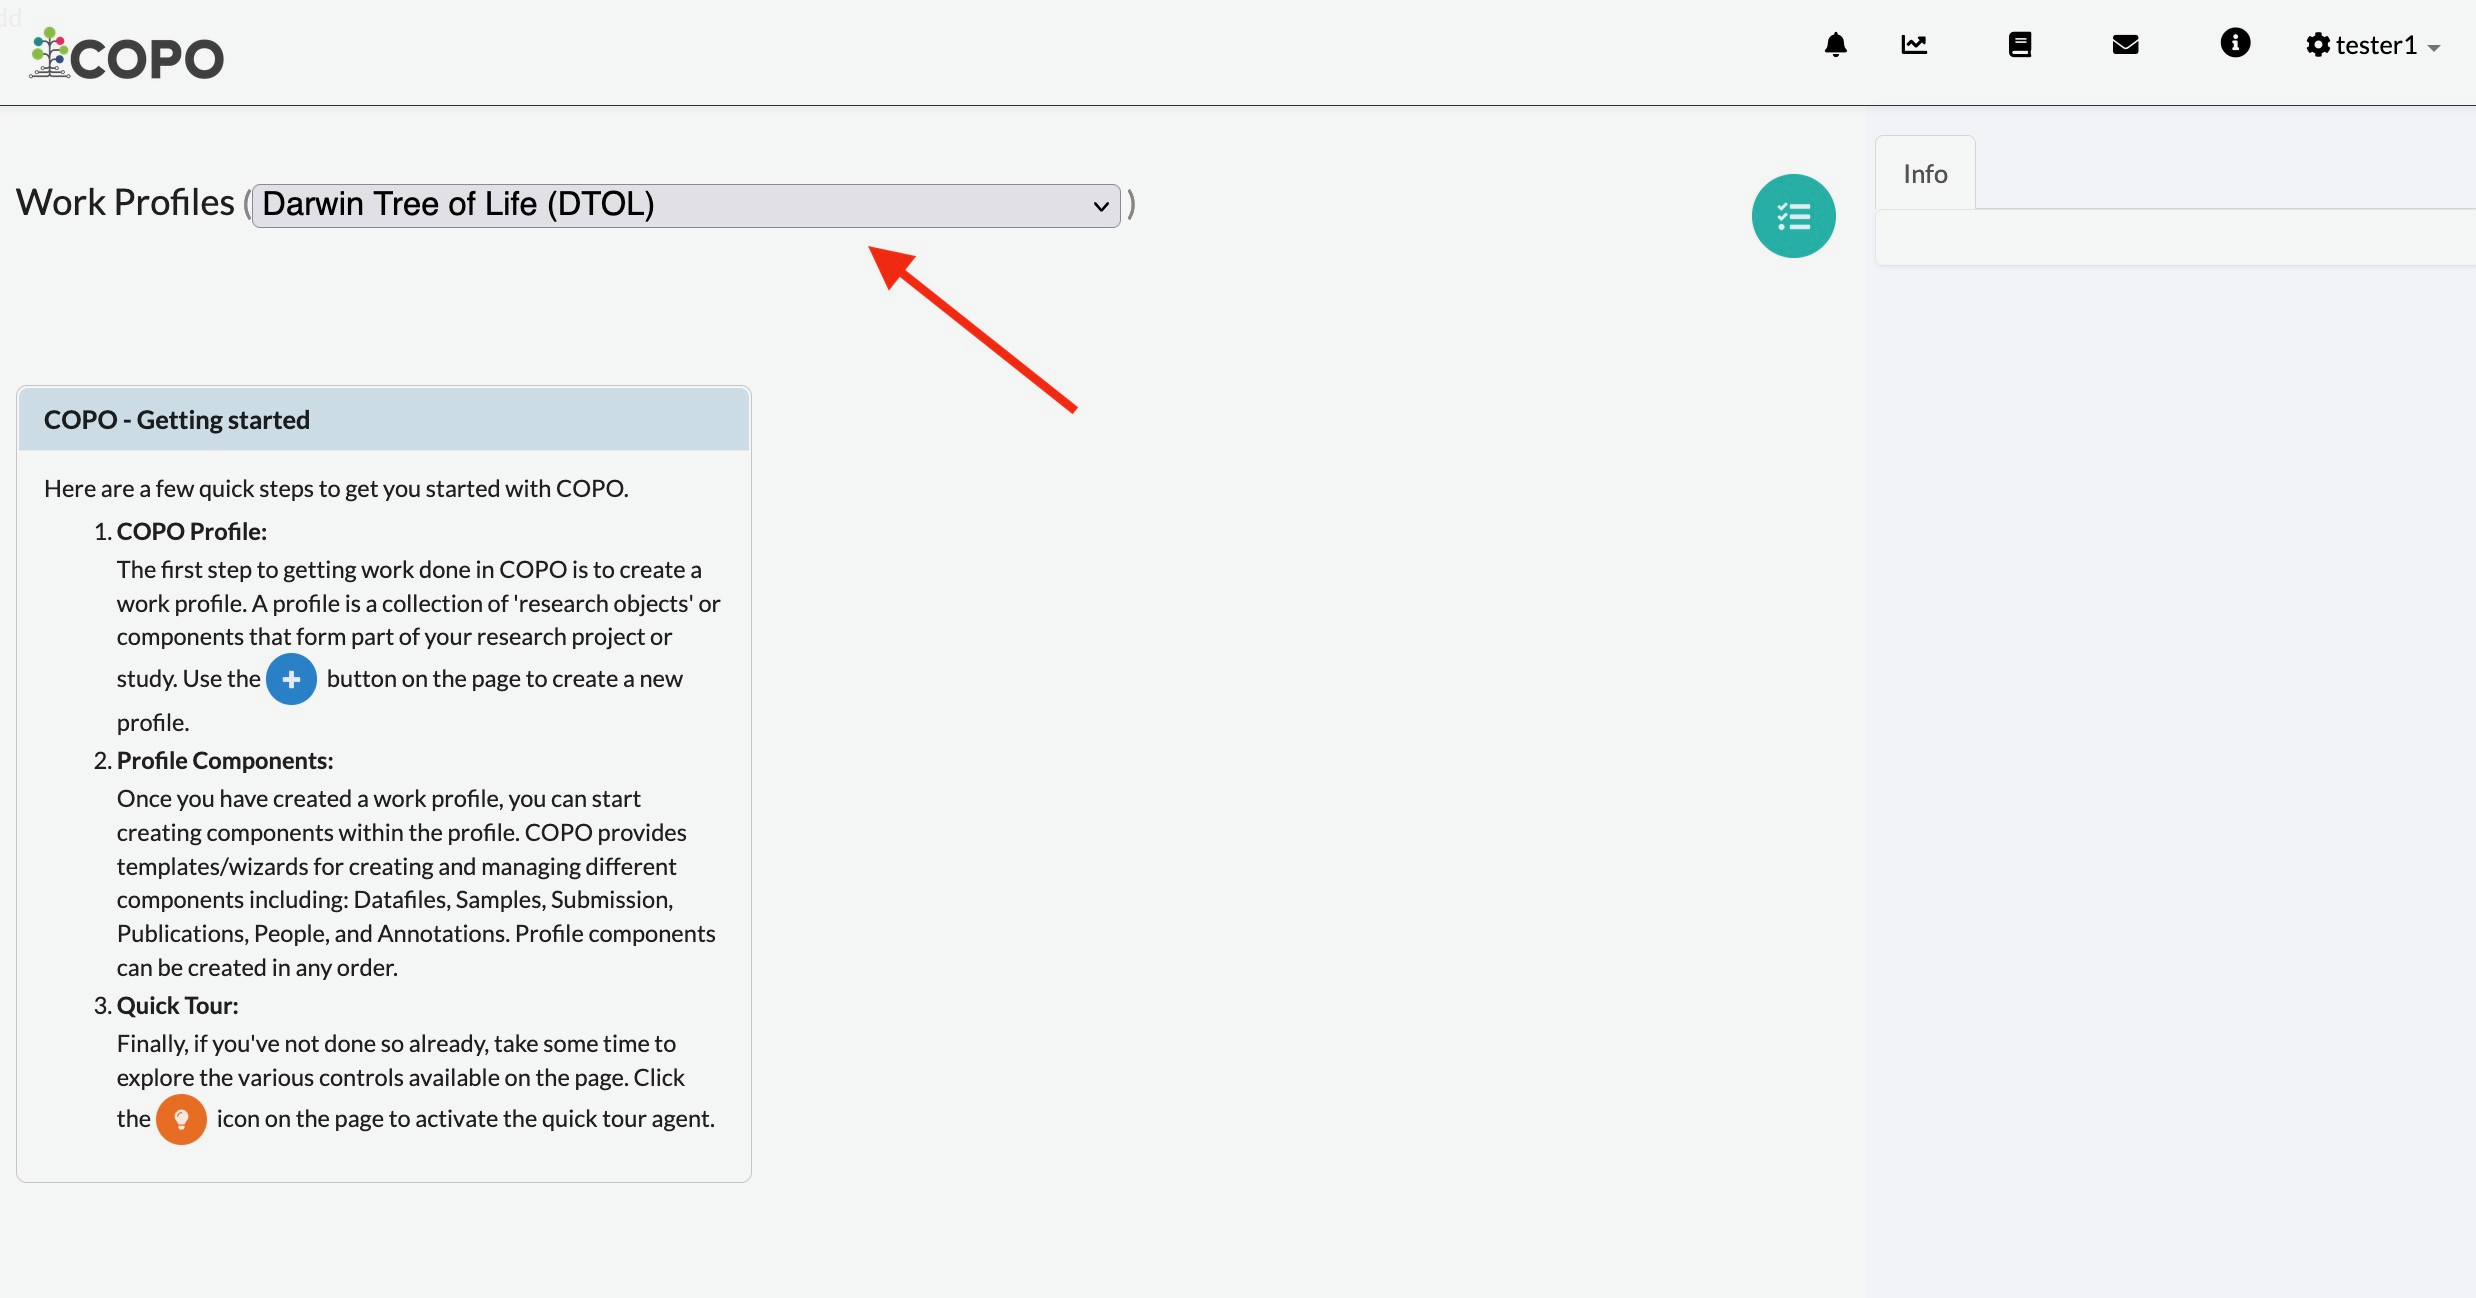 dd
COPO
tester1
Info
Work Profiles (Darwin Tree of Life (DTOL))
COPO - Getting started
Here are a few quick steps to get you started with COPO.
1. COPO Profile:
The first step to getting work done in COPO is to create a
work profile. A profile is a collection of 'research objects' or
components that form part of your research project or
study. Use the button on the page to create a new
profile.
2. Profile Components:
Once you have created a work profile, you can start
creating components within the profile. COPO provides
templates/wizards for creating and managing different
components including: Datafiles, Samples, Submission,
Publications, People, and Annotations. Profile components
can be created in any order.
3. Quick Tour:
Finally, if you've not done so already, take some time to
explore the various controls available on the page. Click
the icon on the page to activate the quick tour agent.